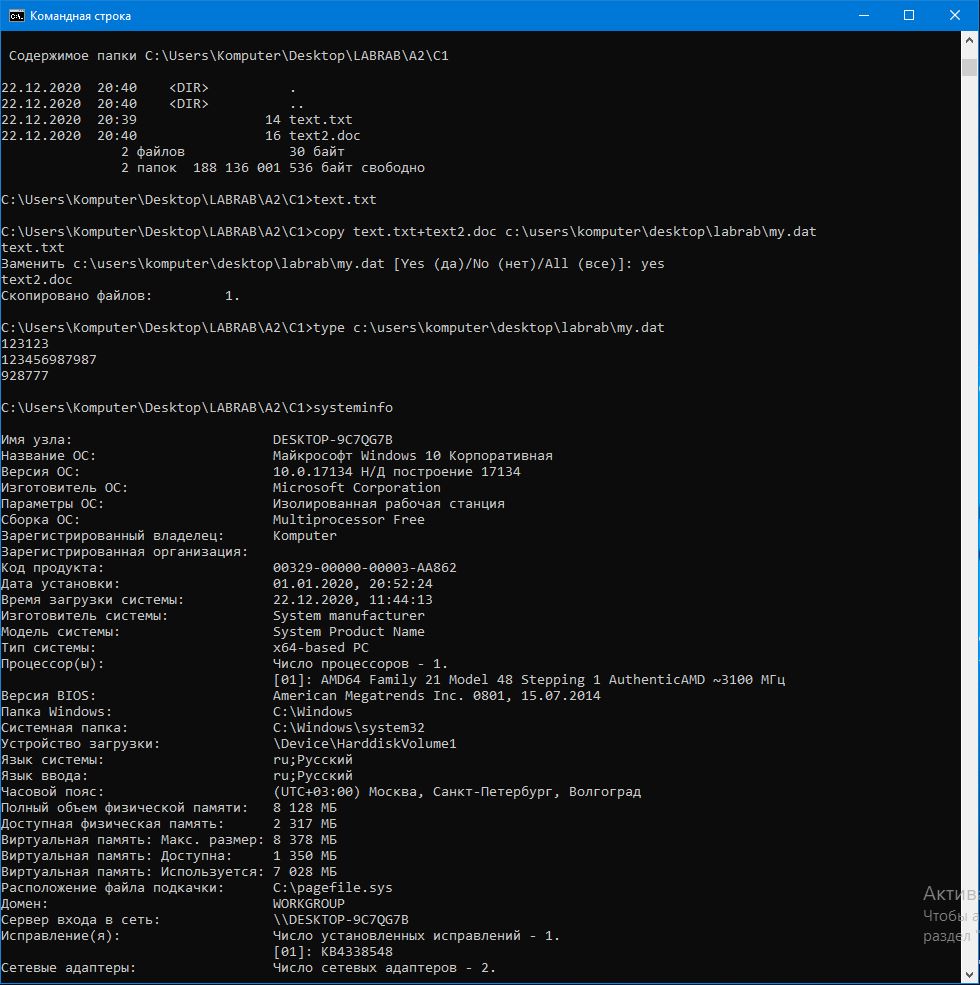 Командная строка
Содержимое папки C:\Users\Komputer\Desktop\LABRAB\A2\C1
22.12.2020  20:40    <DIR>          .
22.12.2020  20:40    <DIR>          ..
22.12.2020  20:39                14 text.txt
22.12.2020  20:40                16 text2.doc
               2 файлов             30 байт
               2 папок  188 136 001 536 байт свободно
C:\Users\Komputer\Desktop\LABRAB\A2\C1>text.txt
C:\Users\Komputer\Desktop\LABRAB\A2\C1>copy text.txt+text2.doc c:\users\komputer\desktop\labrab\my.dat
text.txt
Заменить c:\users\komputer\desktop\labrab\my.dat [Yes (да)/No (нет)/All (все)]: yes
text2.doc
Скопировано файлов:         1.
C:\Users\Komputer\Desktop\LABRAB\A2\C1>type c:\users\komputer\desktop\labrab\my.dat
123123
123456987987
928777
C:\Users\Komputer\Desktop\LABRAB\A2\C1>systeminfo
Имя узла:                         DESKTOP-9C7QG7B
Название ОС:                      Майкрософт Windows 10 Корпоративная
Версия ОС:                        10.0.17134 Н/Д построение 17134
Изготовитель ОС:                  Microsoft Corporation
Параметры ОС:                     Изолированная рабочая станция
Сборка ОС:                        Multiprocessor Free
Зарегистрированный владелец:      Komputer
Зарегистрированная организация:
Код продукта:                     00329-00000-00003-AA862
Дата установки:                   01.01.2020, 20:52:24
Время загрузки системы:           22.12.2020, 11:44:13
Изготовитель системы:             System manufacturer
Модель системы:                   System Product Name
Тип системы:                      x64-based PC
Процессор(ы):                     Число процессоров - 1.
                                  [01]: AMD64 Family 21 Model 48 Stepping 1 AuthenticAMD ~3100 МГц
Версия BIOS:                      American Megatrends Inc. 0801, 15.07.2014
Папка Windows:                    C:\Windows
Системная папка:                  C:\Windows\system32
Устройство загрузки:              \Device\HarddiskVolume1
Язык системы:                     ru;Русский
Язык ввода:                       ru;Русский
Часовой пояс:                     (UTC+03:00) Москва, Санкт-Петербург, Волгоград
Полный объем физической памяти:   8 128 МБ
Доступная физическая память:      2 317 МБ
Виртуальная память: Макс. размер: 8 378 МБ
Виртуальная память: Доступна:     1 350 МБ
Виртуальная память: Используется: 7 028 МБ
Расположение файла подкачки:      C:\pagefile.sys
Домен:                            WORKGROUP
Сервер входа в сеть:              \\DESKTOP-9C7QG7B
Исправление(я):                   Число установленных исправлений - 1.
                                  [01]: KB4338548
Сетевые адаптеры:                 Число сетевых адаптеров - 2.
Актив
Чтобы а
раздел "